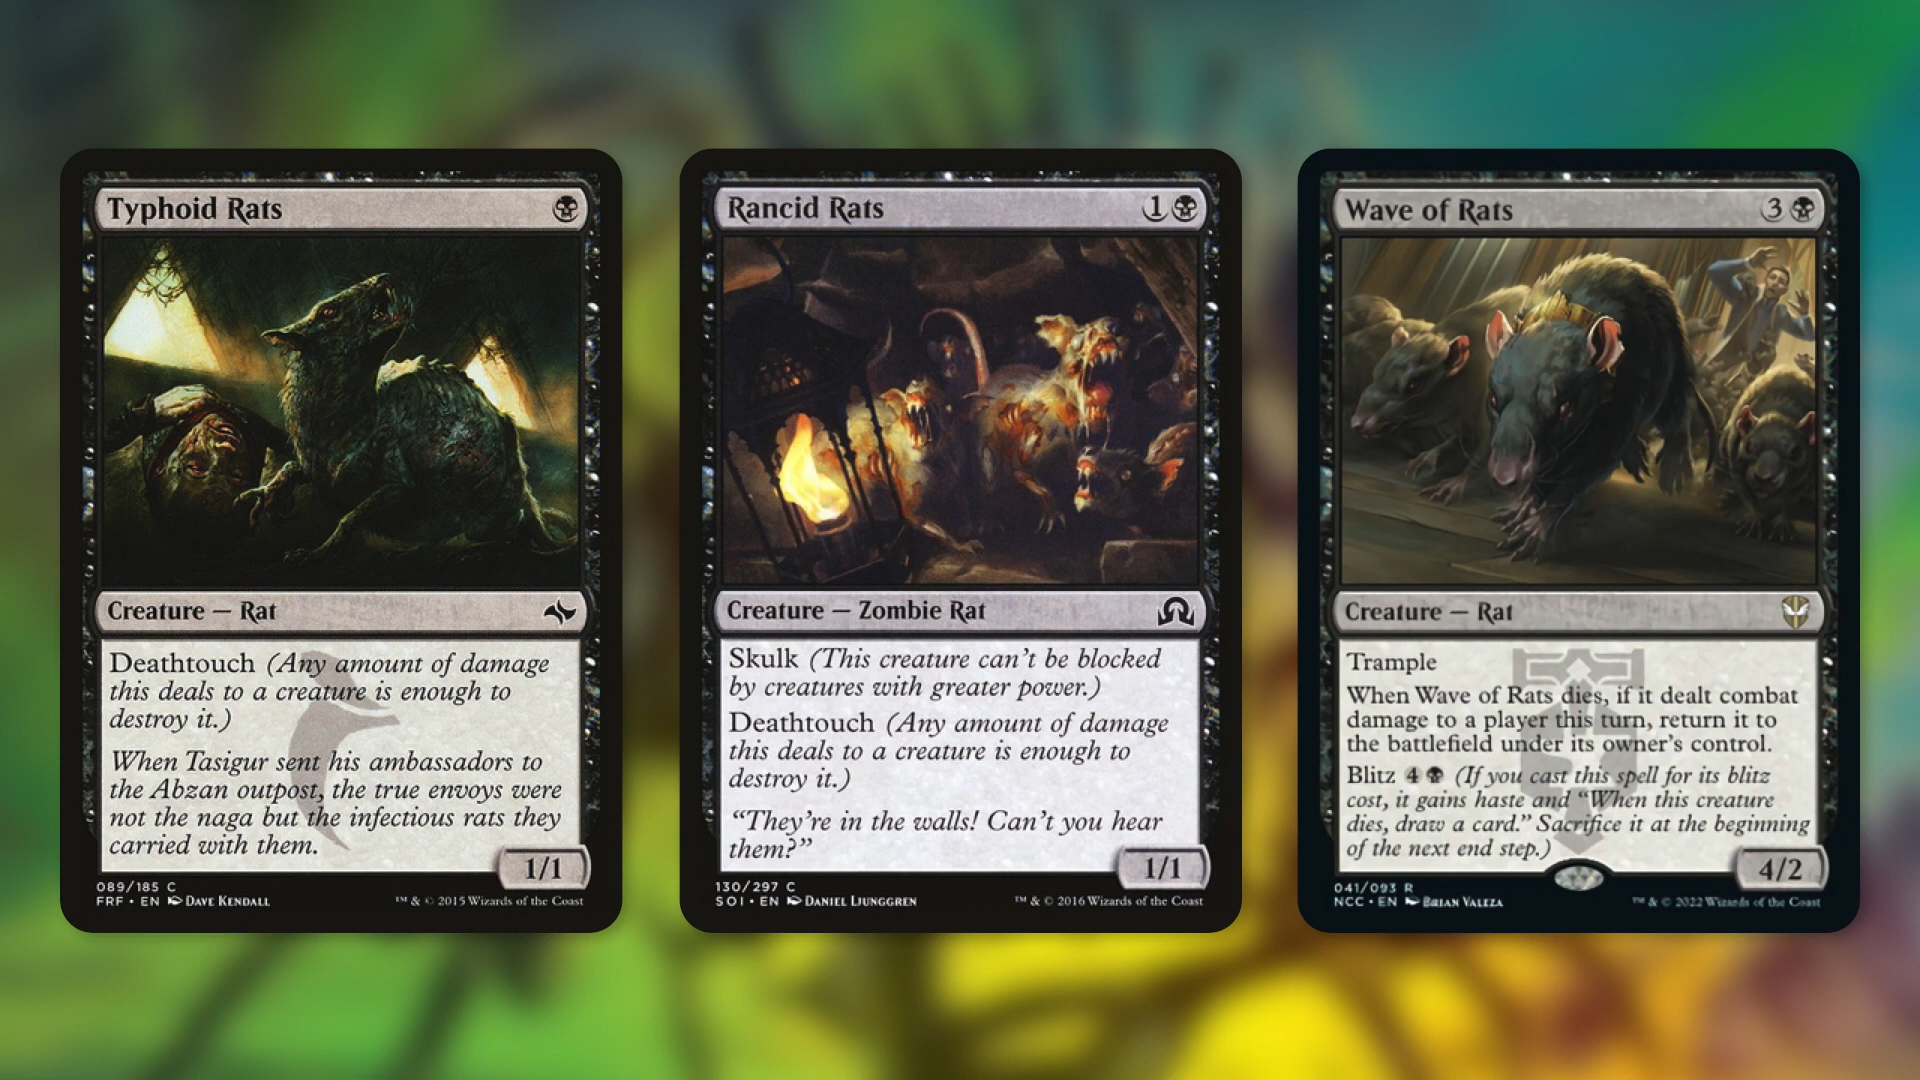 Typhoid Rats
Creature — Rat
Deathtouch (Any amount of damage
this deals to a creature is enough to
destroy it.)
When Tasigur sent his ambassadors to
the Abzan outpost, the true envoys were
not the naga but the infectious rats they
carried with them.
1/1
089/185 C
FRF • EN DAVE KENDALL
™ & © 2015 Wizards of the Coast
Rancid Rats
1
Creature — Zombie Rat
Skulk (This creature can't be blocked
by creatures with greater power.)
Deathtouch (Any amount of damage
this deals to a creature is enough to
destroy it.)
"They're in the walls! Can't you hear
them?"
1/1
130/297 C
SOI • EN DANIEL LJUNGGREN
™ & © 2016 Wizards of the Coast
Wave of Rats
3
Creature — Rat
Trample
When Wave of Rats dies, if it dealt combat
damage to a player this turn, return it to
the battlefield under its owner's control.
Blitz 4 (If you cast this spell for its blitz
cost, it gains haste and "When this creature
dies, draw a card." Sacrifice it at the beginning
of the next end step.)
4/2
041/093 R
NCC • EN BRIAN VALEZA
™ & © 2022 Wizards of the Coast